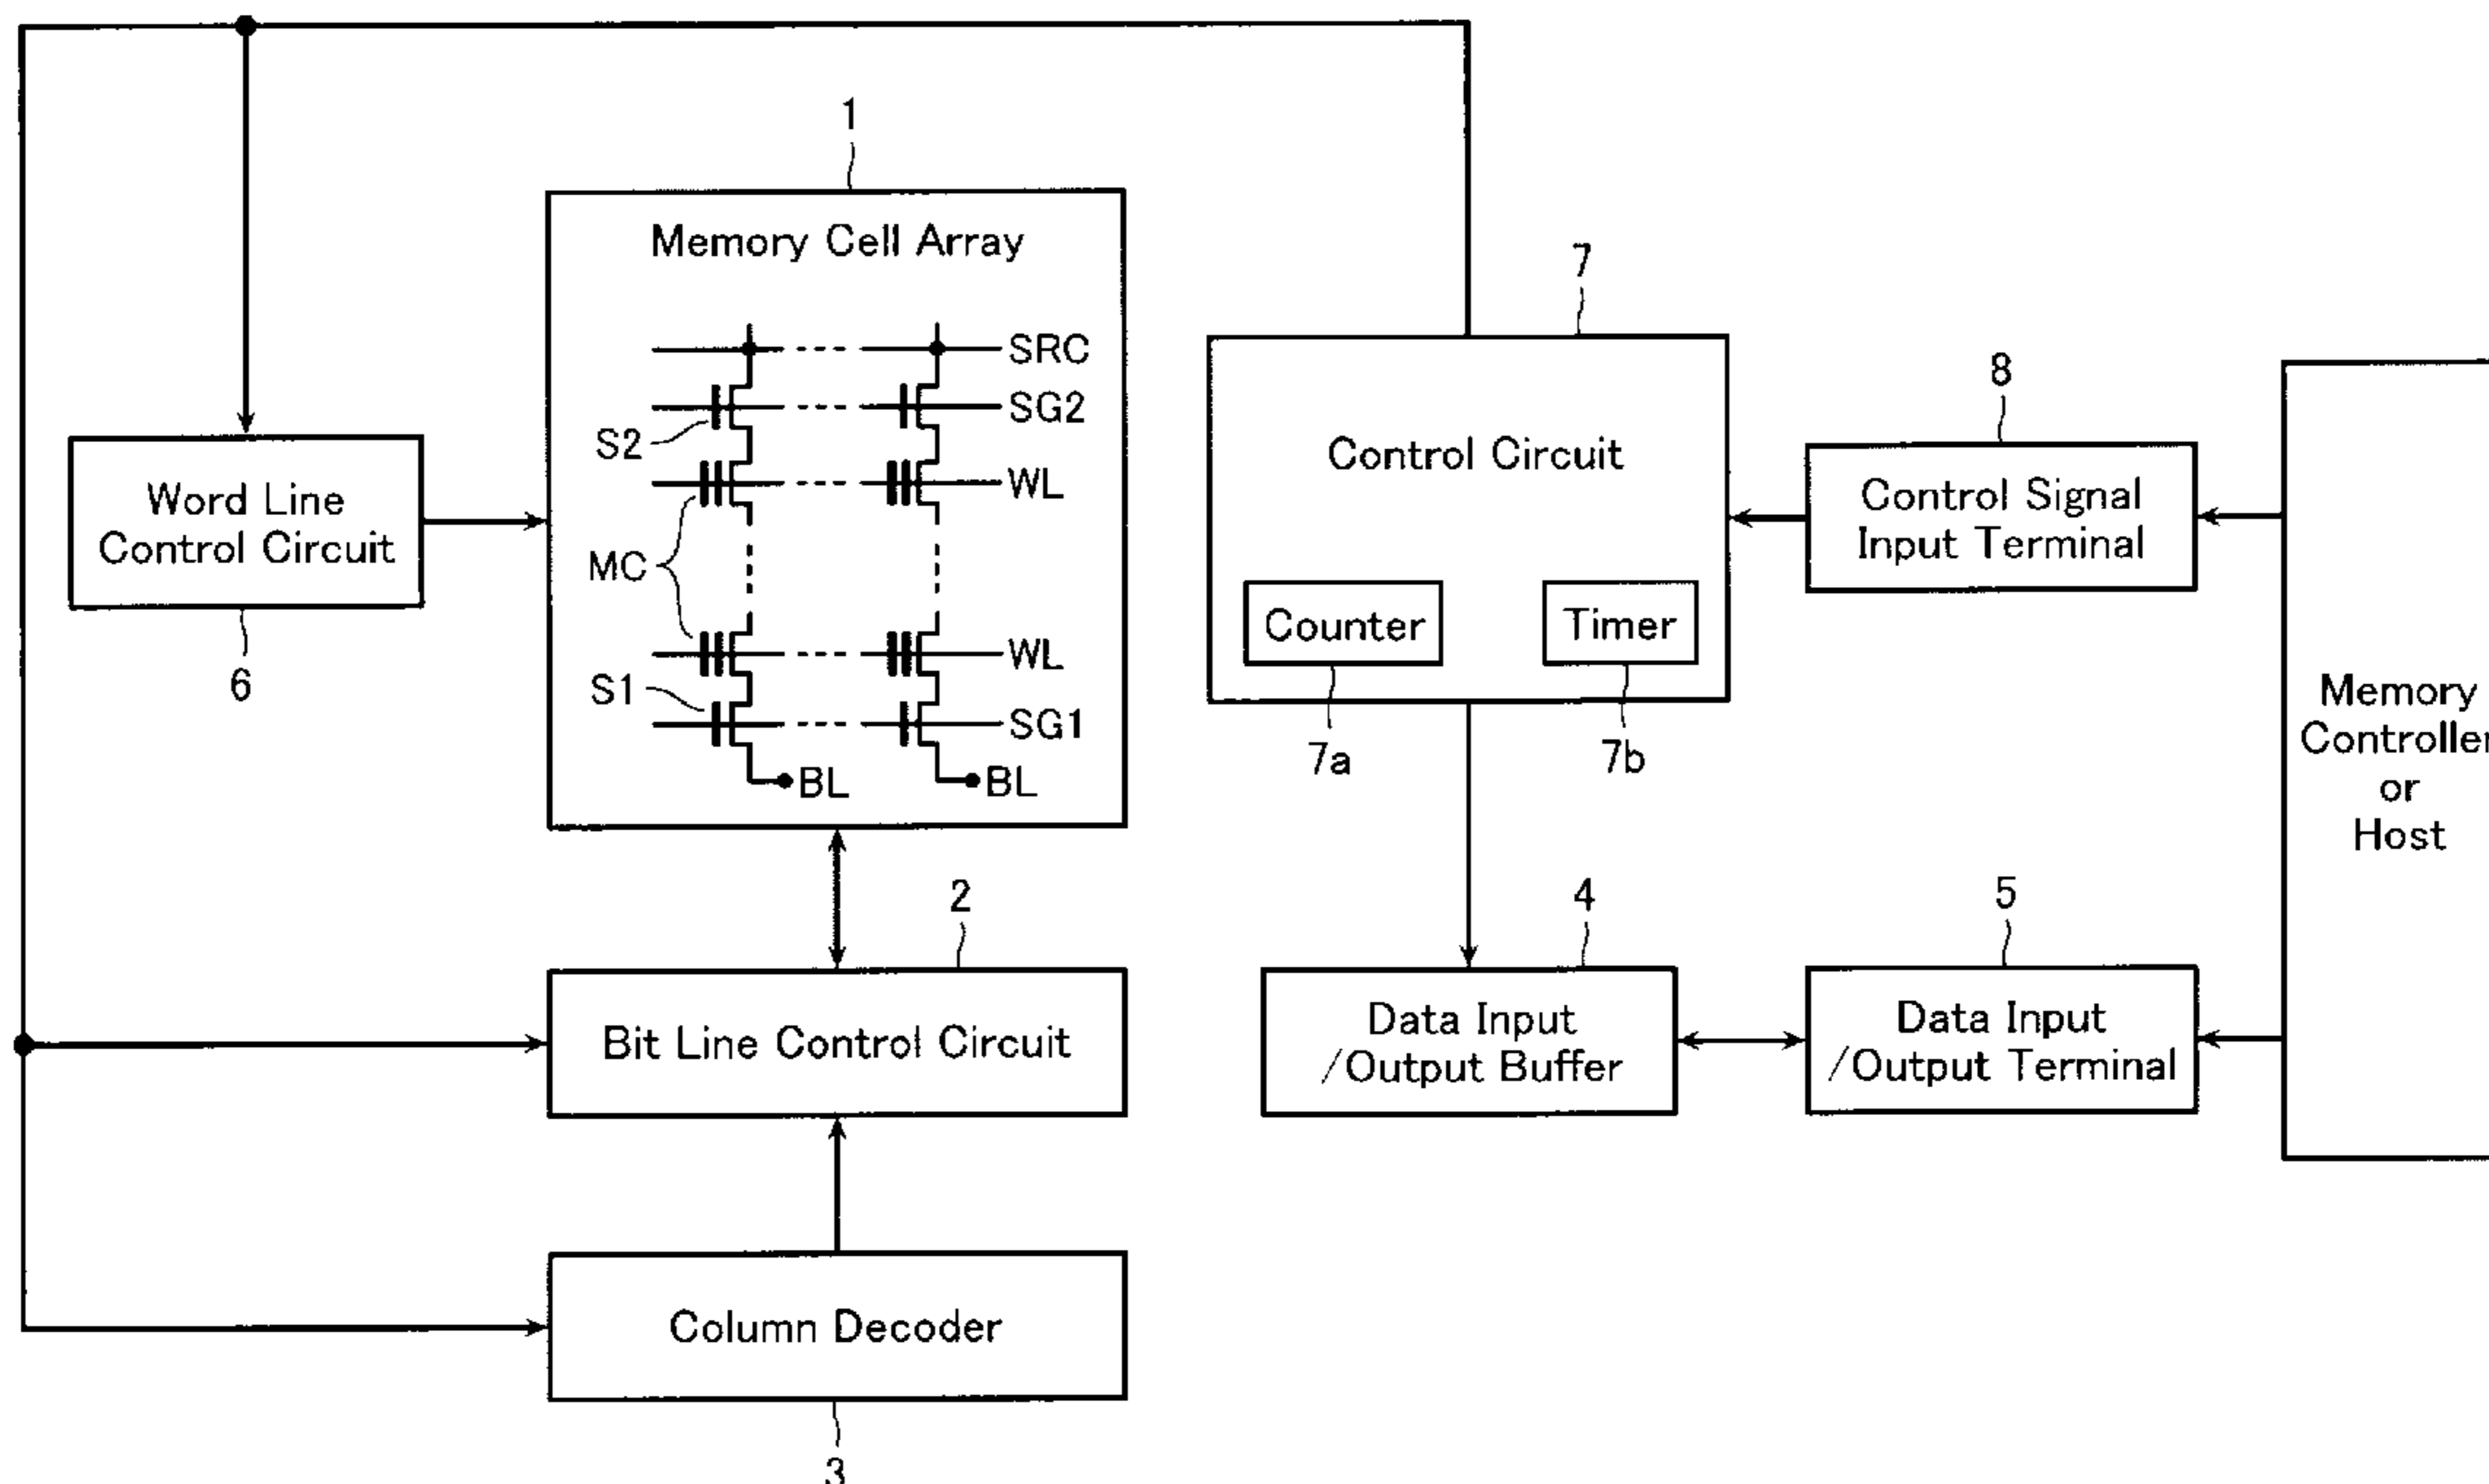 1
Memory Cell Array
SRC
SG2
S2
WL
MC
WL
S1
SG1
BL
BL
Word Line
Control Circuit
6
7
Control Circuit
Counter
Timer
7a
7b
8
Control Signal
Input Terminal
Memory
Controller
or
Host
2
Bit Line Control Circuit
4
Data Input
/Output Buffer
5
Data Input
/Output Terminal
Column Decoder
3